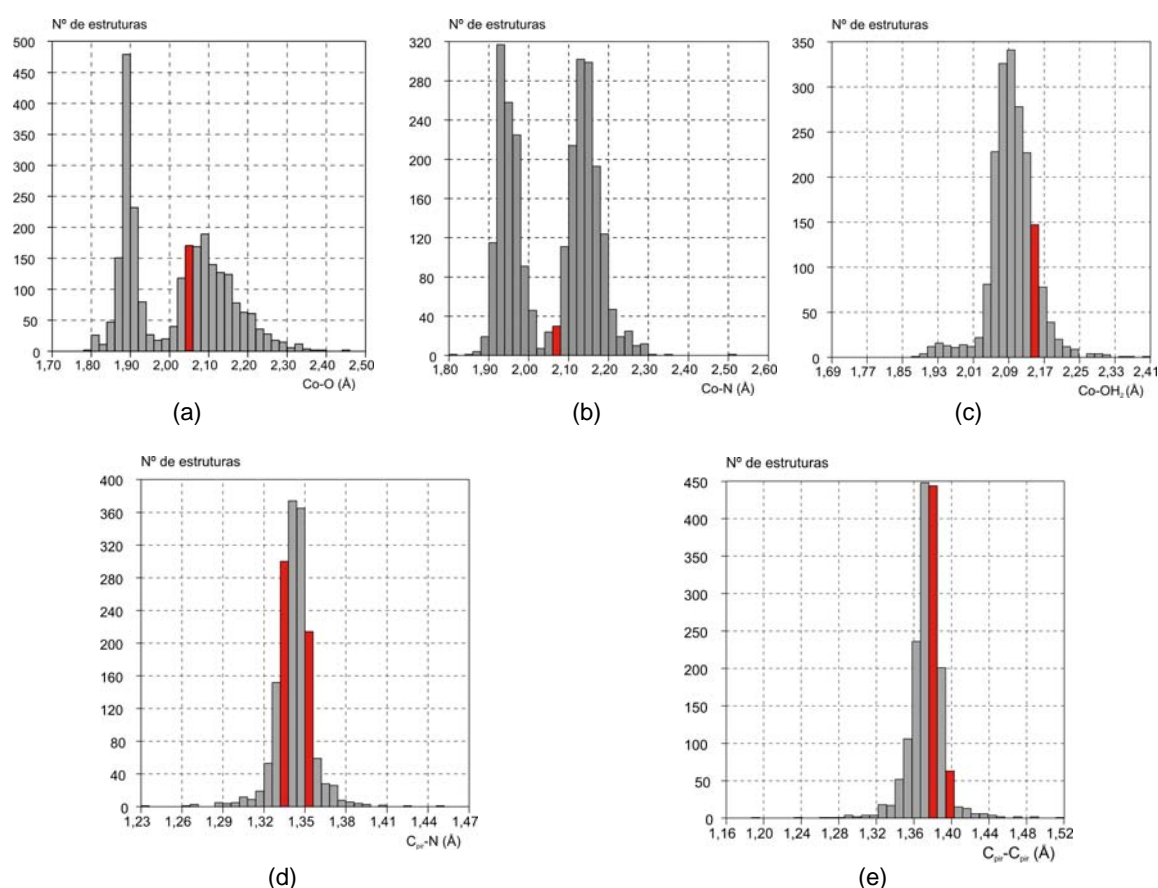 Nº de estruturas
500
450
400
350
300
250
200
150
100
50
0
1,70 1,80 1,90 2,00 2,10 2,20 2,30 2,40 2,50
Co-O (Å)
(a)
Nº de estruturas
320
280
240
200
160
120
80
40
0
1,80 1,90 2,00 2,10 2,20 2,30 2,40 2,50 2,60
Co-N (Å)
(b)
Nº de estruturas
350
300
250
200
150
100
50
0
1,69 1,77 1,85 1,93 2,01 2,09 2,17 2,25 2,33 2,41
Co-OH₂ (Å)
(c)
Nº de estruturas
400
360
320
280
240
200
160
120
80
40
0
1,23 1,26 1,29 1,32 1,35 1,38 1,41 1,44 1,47
Cpir-N (Å)
(d)
Nº de estruturas
450
400
350
300
250
200
150
100
50
0
1,16 1,20 1,24 1,28 1,32 1,36 1,40 1,44 1,48 1,52
Cpir-Cpir (Å)
(e)